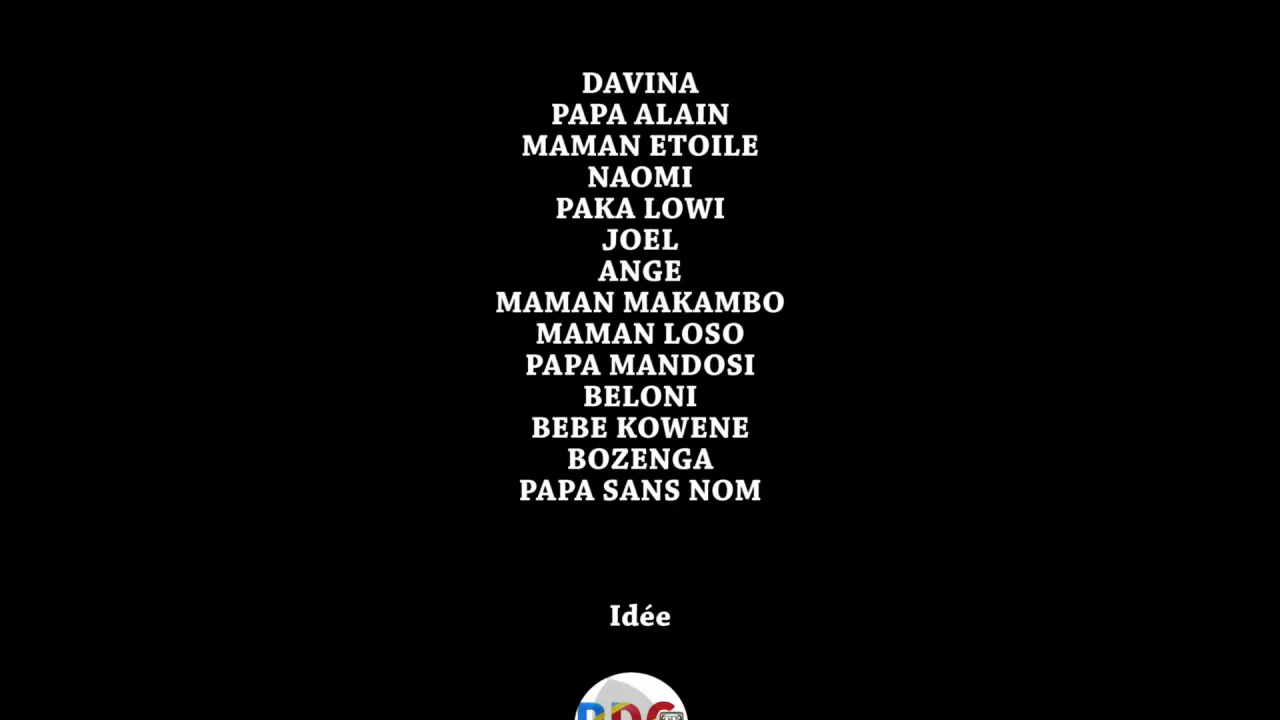 DAVINA
PAPA ALAIN
MAMAN ETOILE
NAOMI
PAKA LOWI
JOEL
ANGE
MAMAN MAKAMBO
MAMAN LOSO
PAPA MANDOSI
BELONI
BEBE KOWENE
BOZENGA
PAPA SANS NOM
Idée